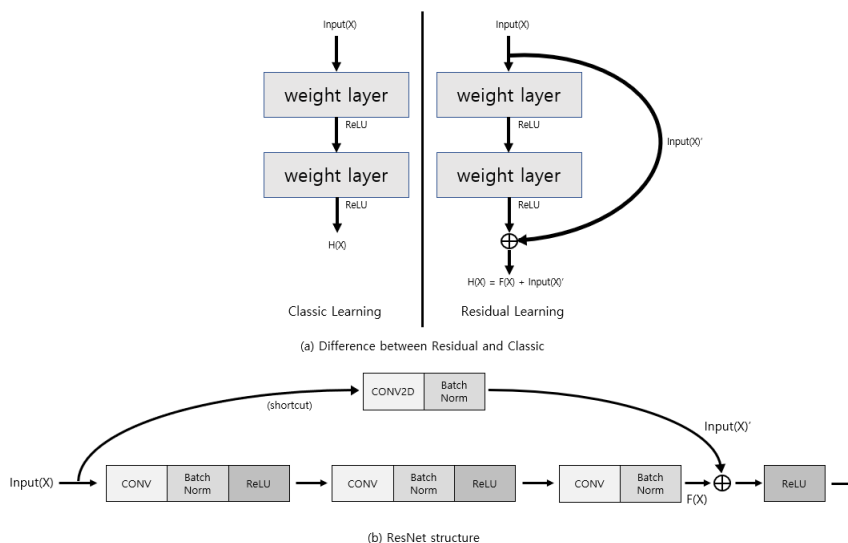 Input(X)
weight layer
ReLU
weight layer
ReLU
H(X)
Classic Learning
Input(X)
weight layer
ReLU
weight layer
ReLU
Input(X)'
H(X) = F(X) + Input(X)'
Residual Learning
(a) Difference between Residual and Classic
(shortcut)
CONV2D
Batch
Norm
Input(X)'
Input(X)
CONV
Batch
Norm
ReLU
CONV
Batch
Norm
ReLU
CONV
Batch
Norm
F(X)
ReLU
(b) ResNet structure